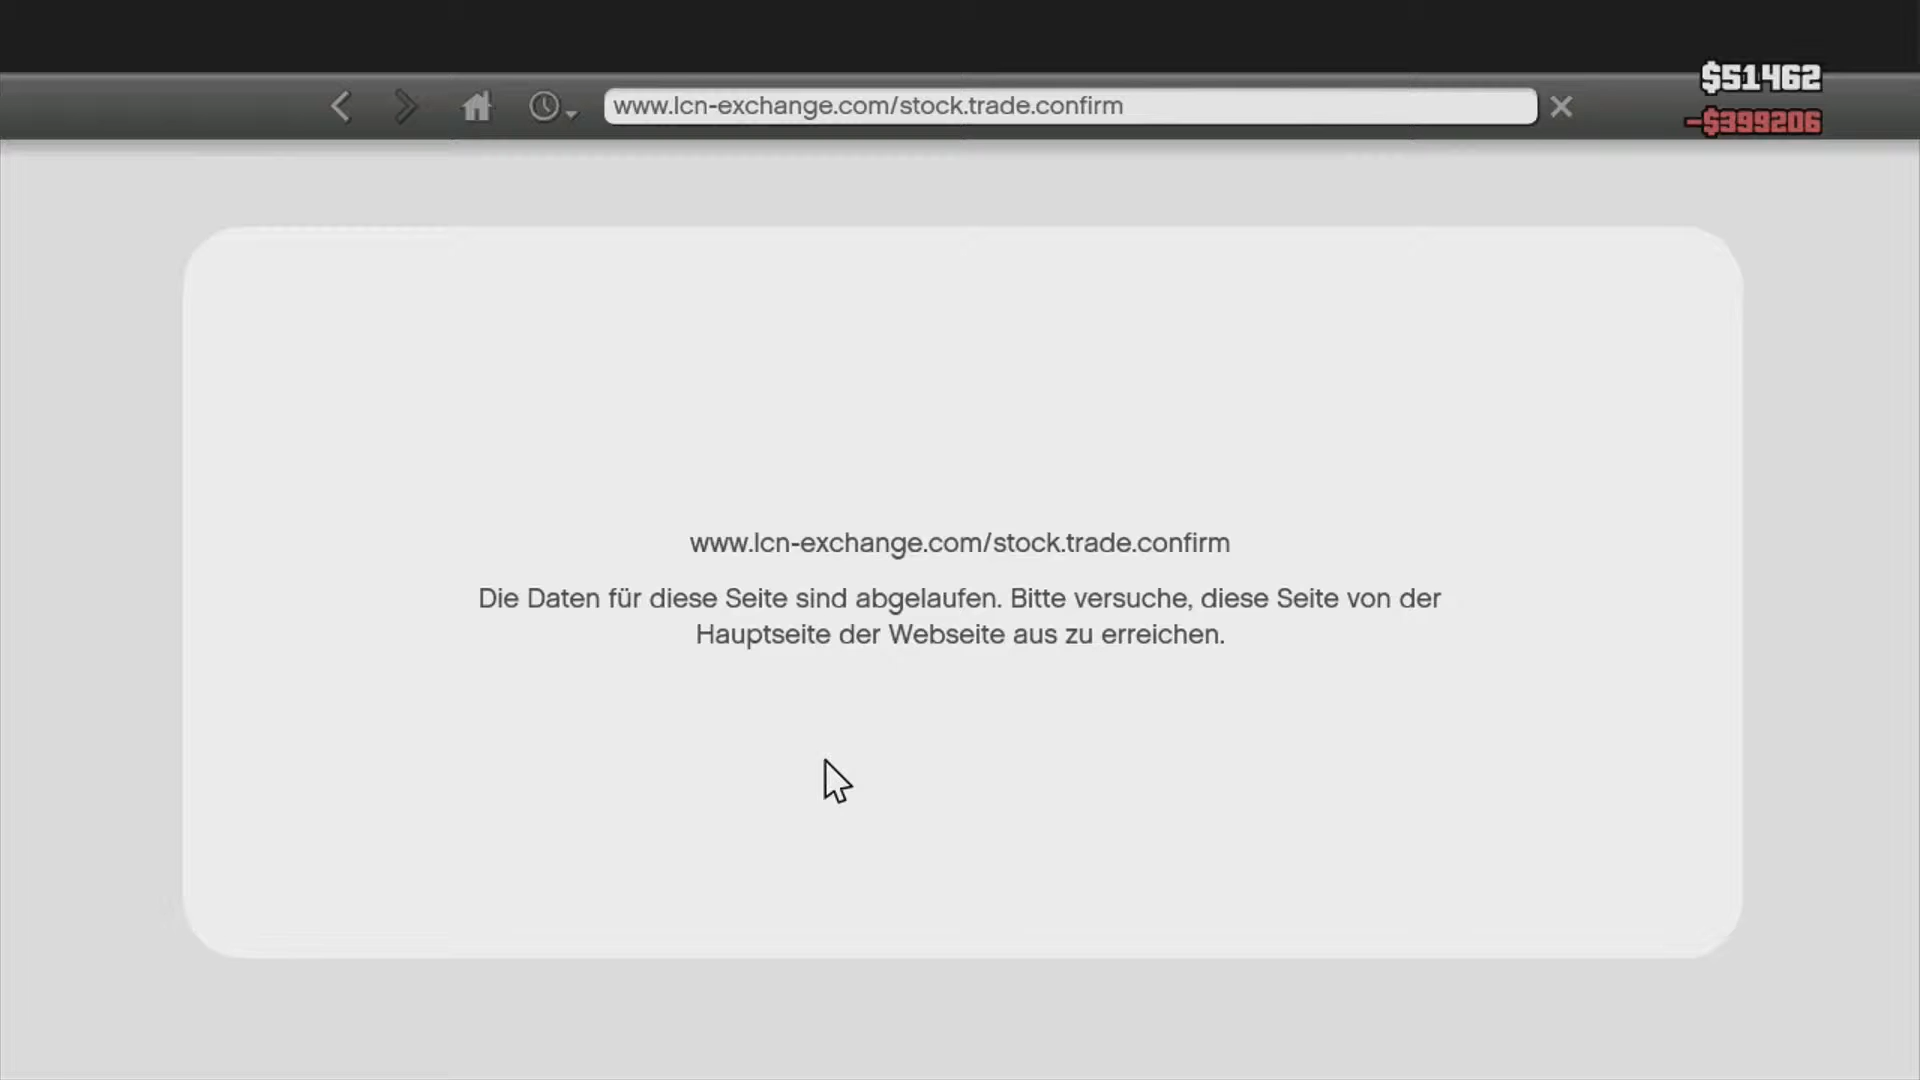 $51462
www.lcn-exchange.com/stock.trade.confirm
-$399206
www.lcn-exchange.com/stock.trade.confirm
Die Daten für diese Seite sind abgelaufen. Bitte versuche, diese Seite von der
Hauptseite der Webseite aus zu erreichen.